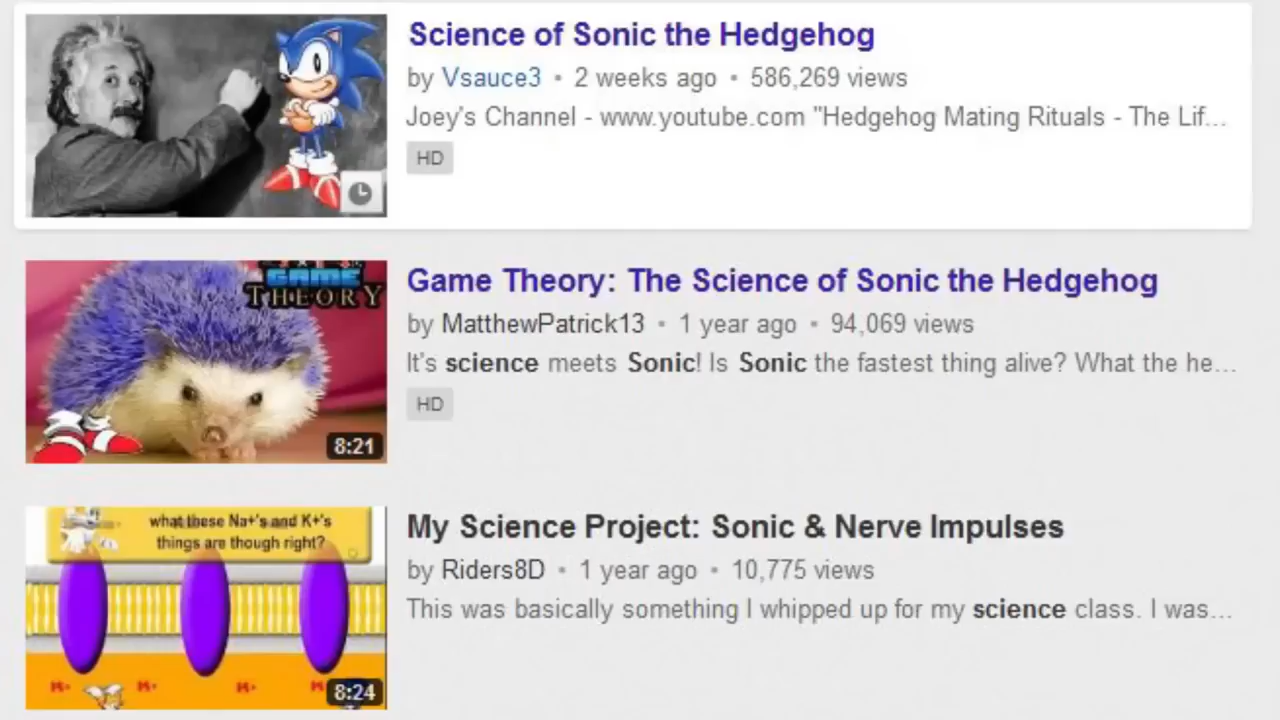 Science of Sonic the Hedgehog
by Vsauce3 • 2 weeks ago • 586,269 views
Joey's Channel - www.youtube.com "Hedgehog Mating Rituals - The Lif...
HD
GAME
THEORY
8:21
Game Theory: The Science of Sonic the Hedgehog
by MatthewPatrick13 • 1 year ago • 94,069 views
It's science meets Sonic! Is Sonic the fastest thing alive? What the he...
HD
what these Na+'s and K+'s
things are though right?
8:24
My Science Project: Sonic & Nerve Impulses
by Riders8D • 1 year ago • 10,775 views
This was basically something I whipped up for my science class. I was...